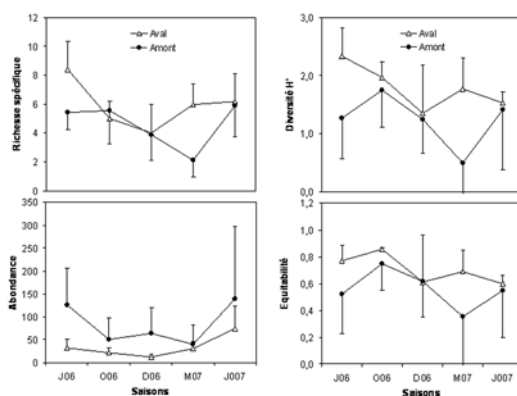 12
10
8
6
4
2
0
Richesse spécifique
Aval
Amont
3,0
2,0
1,0
0,0
Diversité H'
Aval
Amont
350
300
250
200
150
100
50
0
Abondance
J06
O06
D06
M07
J007
Saisons
1,0
0,8
0,6
0,4
0,2
0,0
Equitabilité
J06
O06
D06
M07
J007
Saisons